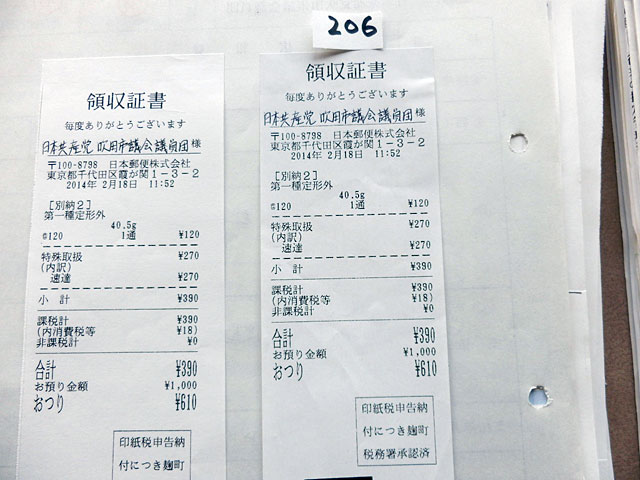 206
領収証書
毎度ありがとうございます
日本共産党 吹田市議会議員団様
〒100-8798 日本郵便株式会社
東京都千代田区霞が関1-3-2
2014年 2月18日 11:52
[別納2]
第一種定形外
40.5g
@120 1通 ¥120
特殊取扱 ¥270
(内訳)
速達 ¥270
小 計 ¥390
課税計 ¥390
(内消費税等 ¥18)
非課税計 ¥0
合計 ¥390
お預り金額 ¥1,000
おつり ¥610
印紙税申告納
付につき麹町
領収証書
毎度ありがとうございます
日本共産党 吹田市議会議員団様
〒100-8798 日本郵便株式会社
東京都千代田区霞が関1-3-2
2014年 2月18日 11:52
[別納2]
第一種定形外
40.5g
@120 1通 ¥120
特殊取扱 ¥270
(内訳)
速達 ¥270
小 計 ¥390
課税計 ¥390
(内消費税等 ¥18)
非課税計 ¥0
合計 ¥390
お預り金額 ¥1,000
おつり ¥610
印紙税申告納
付につき麹町
税務署承認済